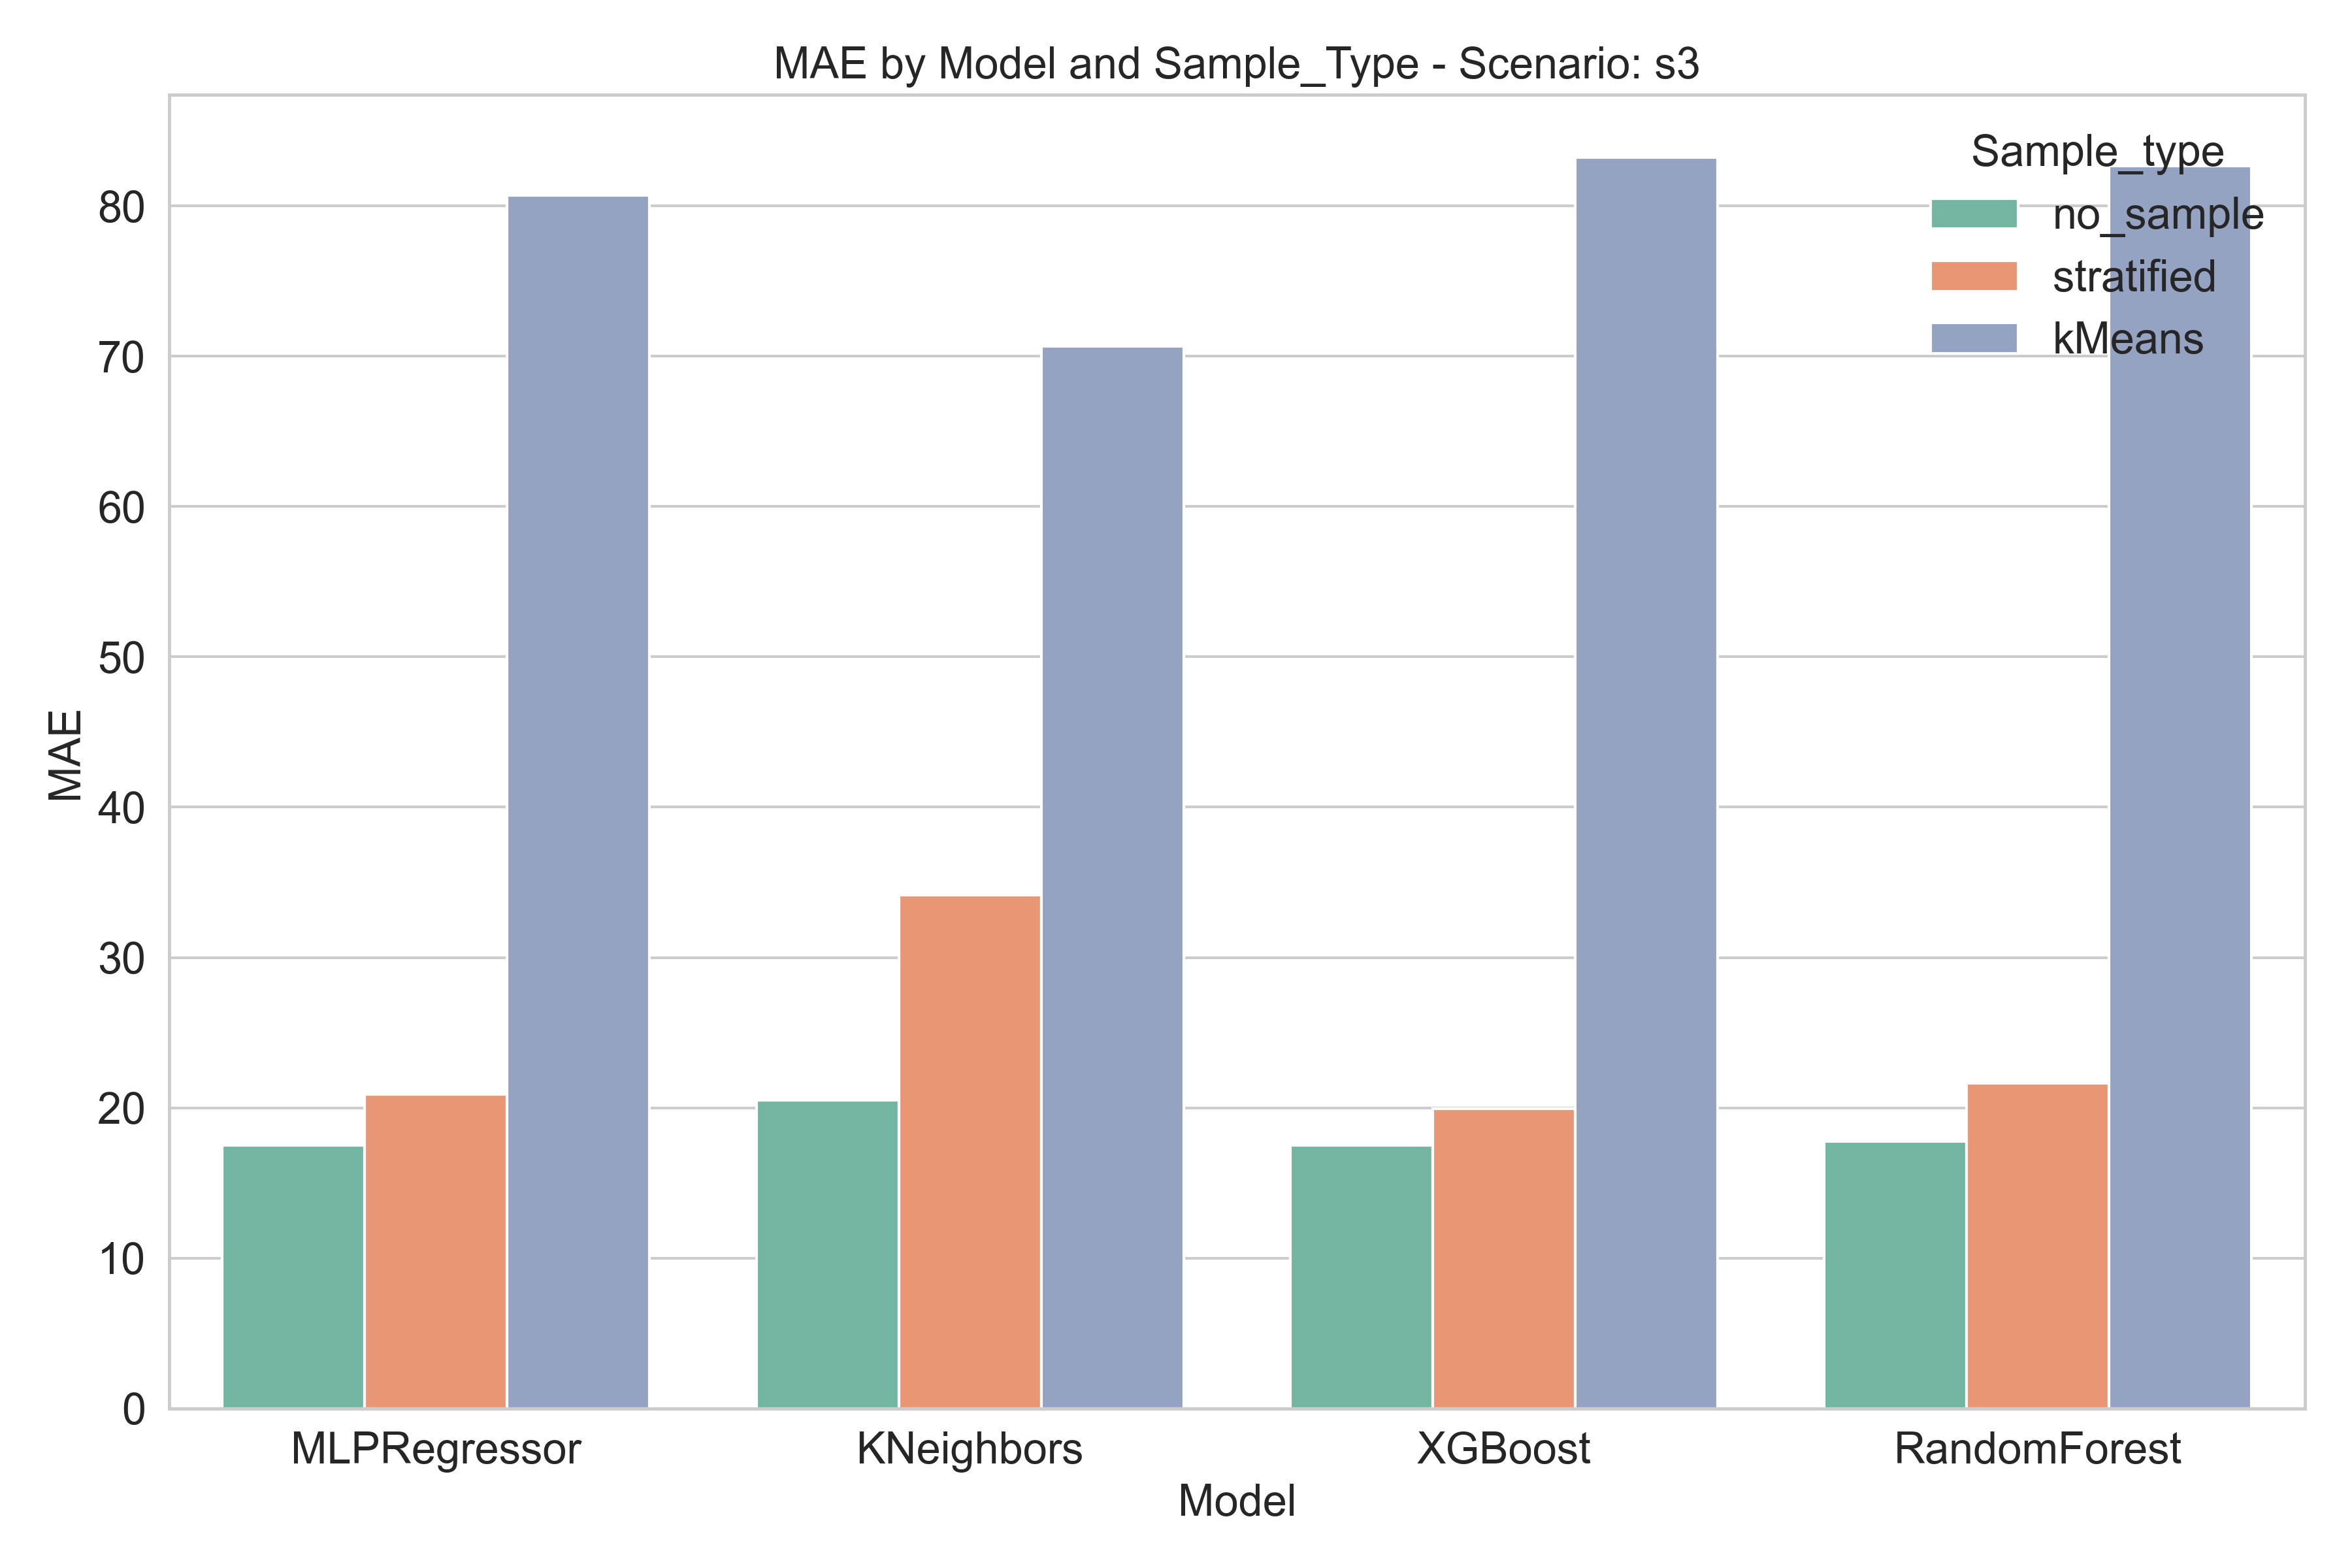 MAE by Model and Sample_Type - Scenario: s3
Sample_type
no_sample
stratified
kMeans
MAE
80
70
60
50
40
30
20
10
0
MLPRegressor KNeighbors XGBoost RandomForest
Model